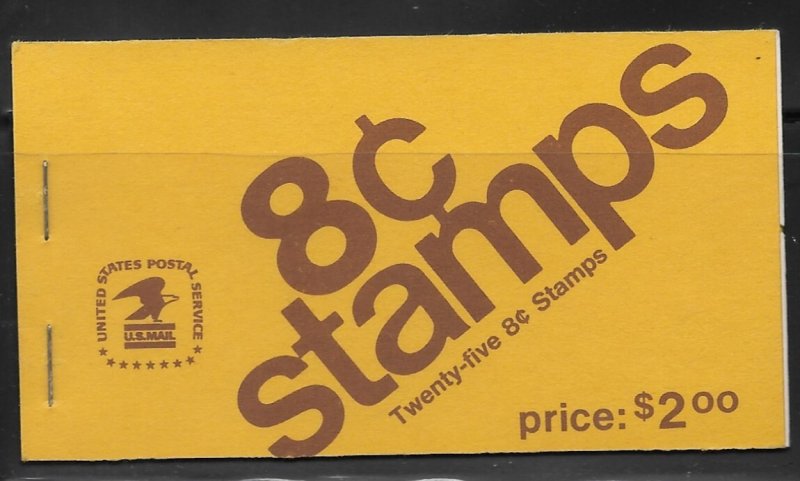 8¢
stamps
Twenty-five 8¢ Stamps
UNITED STATES POSTAL SERVICE
U.S.MAIL
price: $2.00